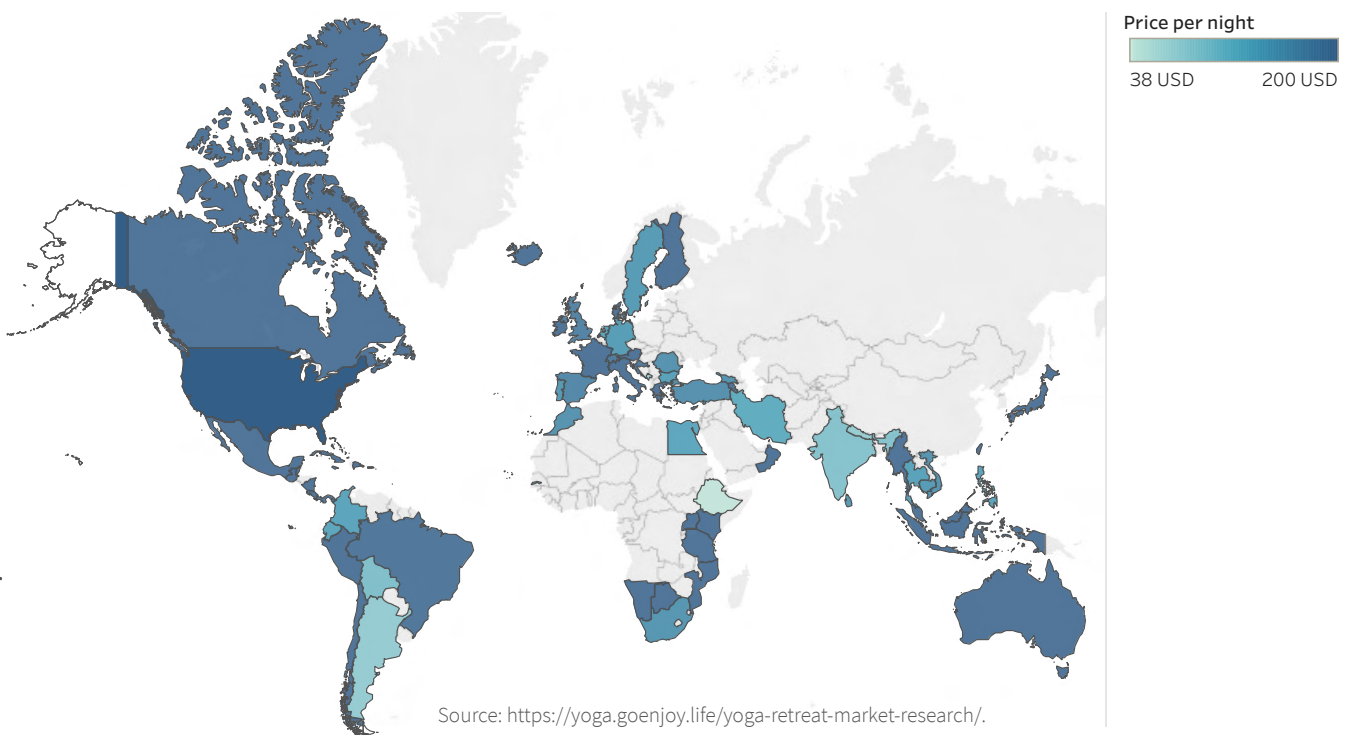 Price per night
38 USD 200 USD
Source: https://yoga.goenjoy.life/yoga-retreat-market-research/.